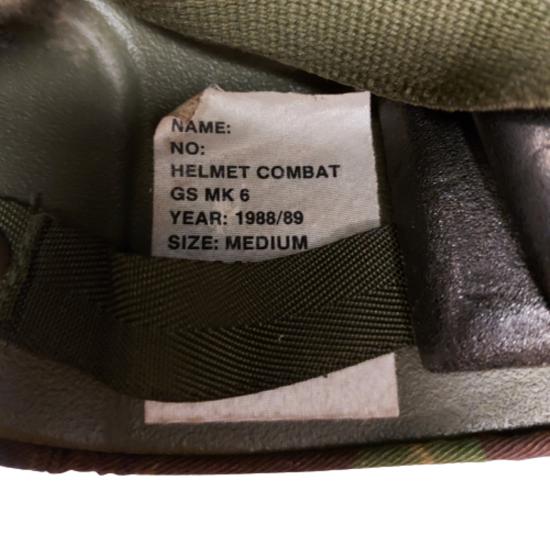 NAME:
NO:
HELMET COMBAT
GS MK 6
YEAR: 1988/89
SIZE: MEDIUM